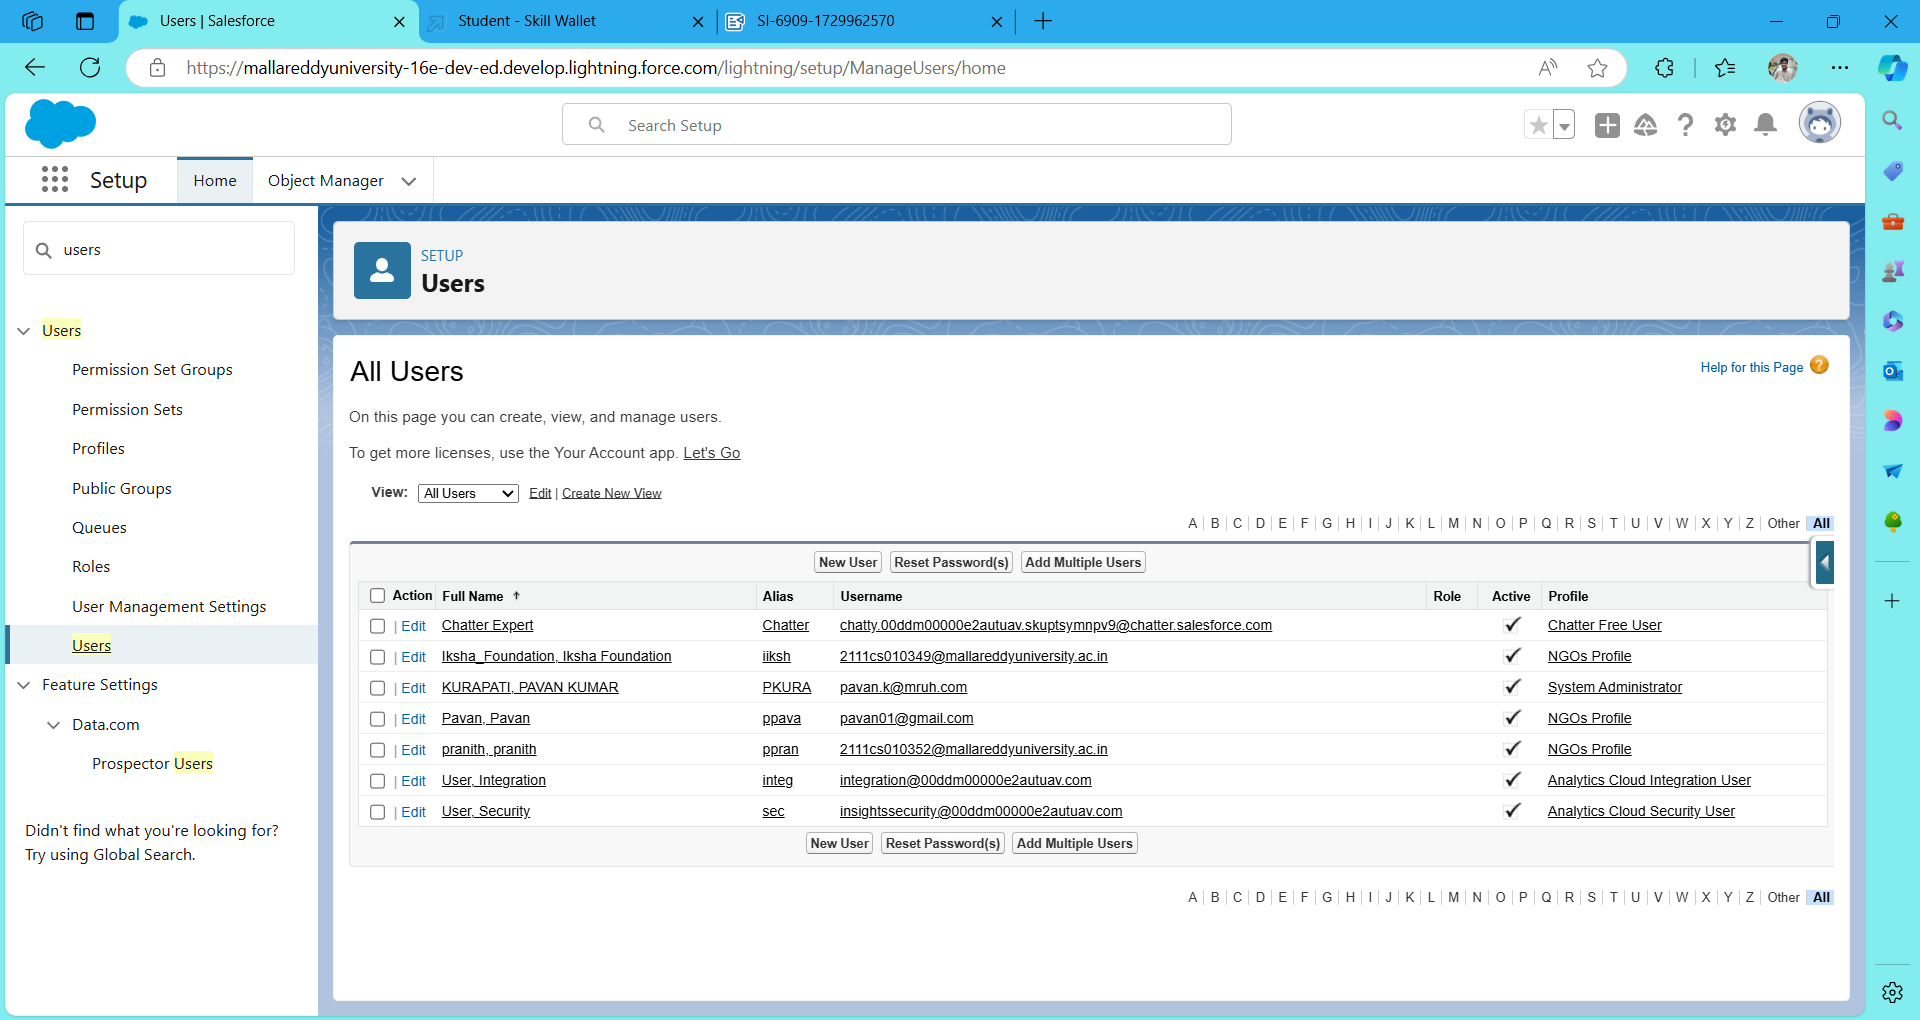 Users | Salesforce
Student - Skill Wallet
SI-6909-1729962570
https://mallareddyuniversity-16e-dev-ed.develop.lightning.force.com/lightning/setup/ManageUsers/home
Search Setup
Setup
Home
Object Manager
users
Users
Permission Set Groups
Permission Sets
Profiles
Public Groups
Queues
Roles
User Management Settings
Users
Feature Settings
Data.com
Prospector Users
Didn't find what you're looking for?
Try using Global Search.
SETUP
Users
All Users
Help for this Page
On this page you can create, view, and manage users.
To get more licenses, use the Your Account app. Let's Go
View: All Users Edit | Create New View
A | B | C | D | E | F | G | H | I | J | K | L | M | N | O | P | Q | R | S | T | U | V | W | X | Y | Z | Other | All
New User Reset Password(s) Add Multiple Users
Action Full Name ↑ Alias Username Role Active Profile
| Edit Chatter Expert Chatter chatty.00ddm00000e2autuav.skuptsymnpv9@chatter.salesforce.com ✓ Chatter Free User
| Edit Iksha_Foundation, Iksha Foundation iiksh 2111cs010349@mallareddyuniversity.ac.in ✓ NGOs Profile
| Edit KURAPATI, PAVAN KUMAR PKURA pavan.k@mruh.com ✓ System Administrator
| Edit Pavan, Pavan ppava pavan01@gmail.com ✓ NGOs Profile
| Edit pranith, pranith ppran 2111cs010352@mallareddyuniversity.ac.in ✓ NGOs Profile
| Edit User, Integration integ integration@00ddm00000e2autuav.com ✓ Analytics Cloud Integration User
| Edit User, Security sec insightssecurity@00ddm00000e2autuav.com ✓ Analytics Cloud Security User
New User Reset Password(s) Add Multiple Users
A | B | C | D | E | F | G | H | I | J | K | L | M | N | O | P | Q | R | S | T | U | V | W | X | Y | Z | Other | All